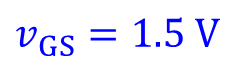 v_GS = 1.5 V